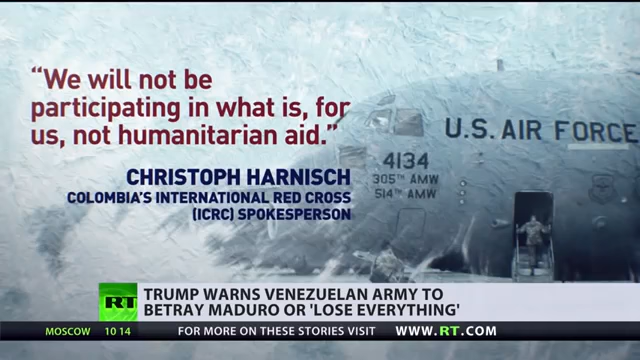 “We will not be
participating in what is, for
us, not humanitarian aid.”
CHRISTOPH HARNISCH
COLOMBIA'S INTERNATIONAL RED CROSS
(ICRC) SPOKESPERSON
U.S. AIR FORCE
4134
305TH AMW
514TH AMW
RT
TRUMP WARNS VENEZUELAN ARMY TO
BETRAY MADURO OR 'LOSE EVERYTHING'
MOSCOW 10 14 FOR MORE ON THESE STORIES VISIT WWW.RT.COM